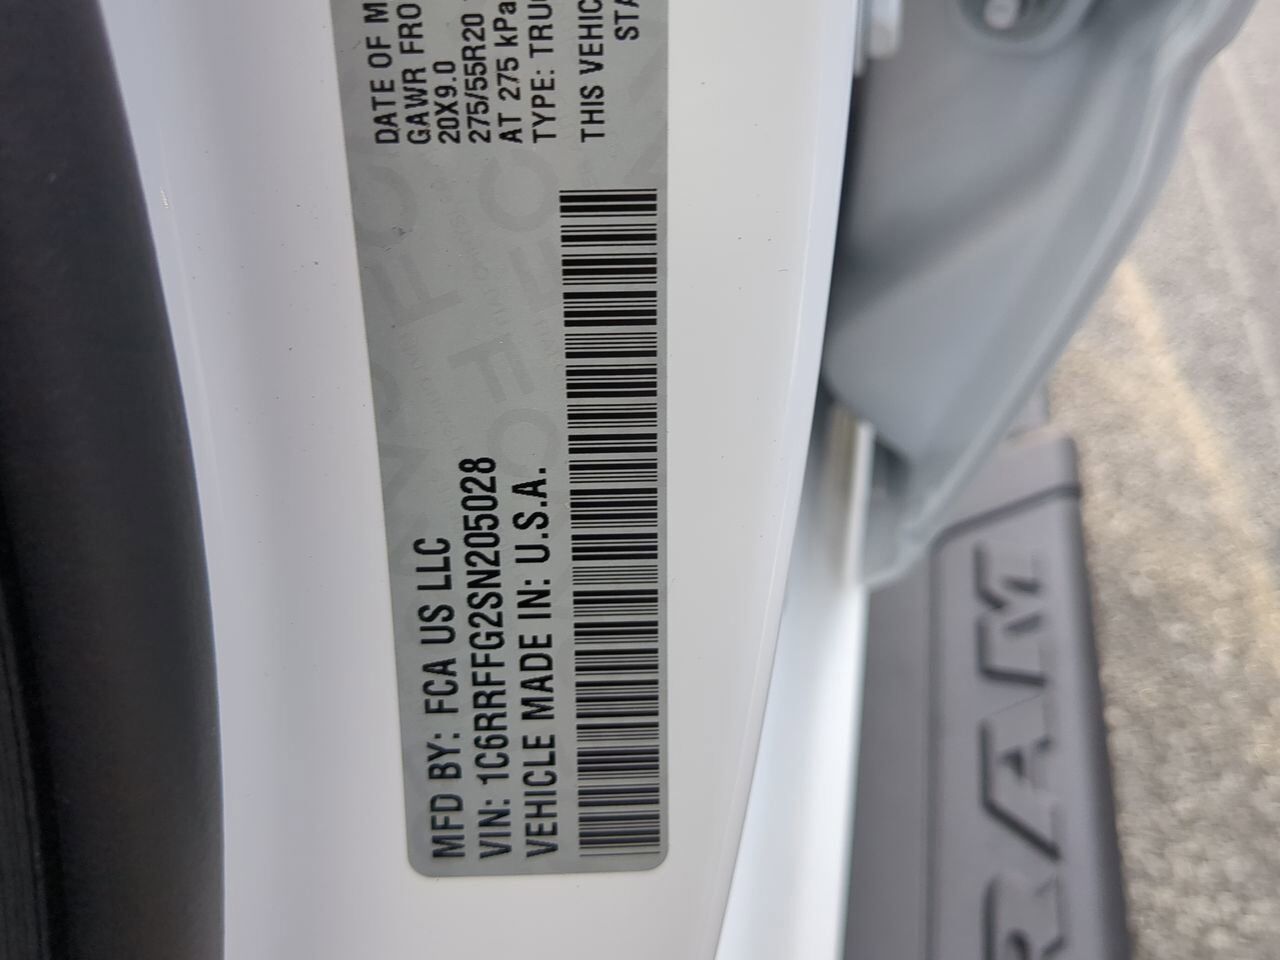 MFD BY: FCA US LLC
VIN: 1C6RRFFG2SN205028
VEHICLE MADE IN: U.S.A.
DATE OF M
GAWR FRO
20X9.0
275/55R20
AT 275 kPa
TYPE: TRUC
THIS VEHIC
STA
RAM